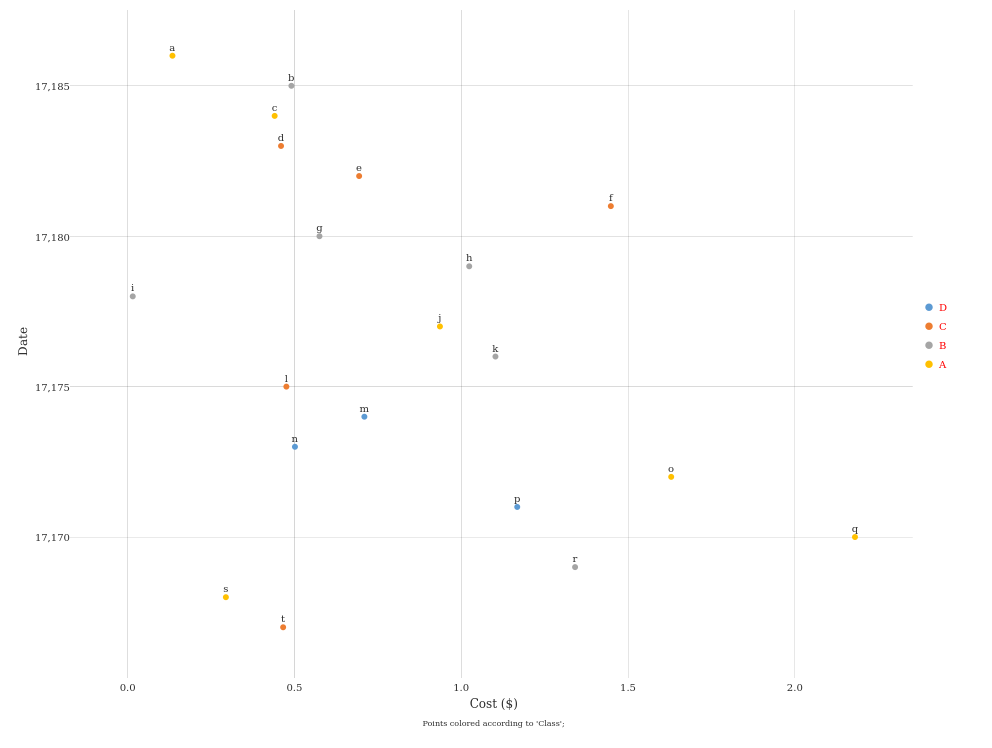 a
b
17,185
c
d
e
f
g
17,180
h
i
D
j
C
Date
B
k
A
l
17,175
m
n
o
p
q
17,170
r
s
t
0.0 0.5 1.0 1.5 2.0
Cost ($)
Points colored according to 'Class';